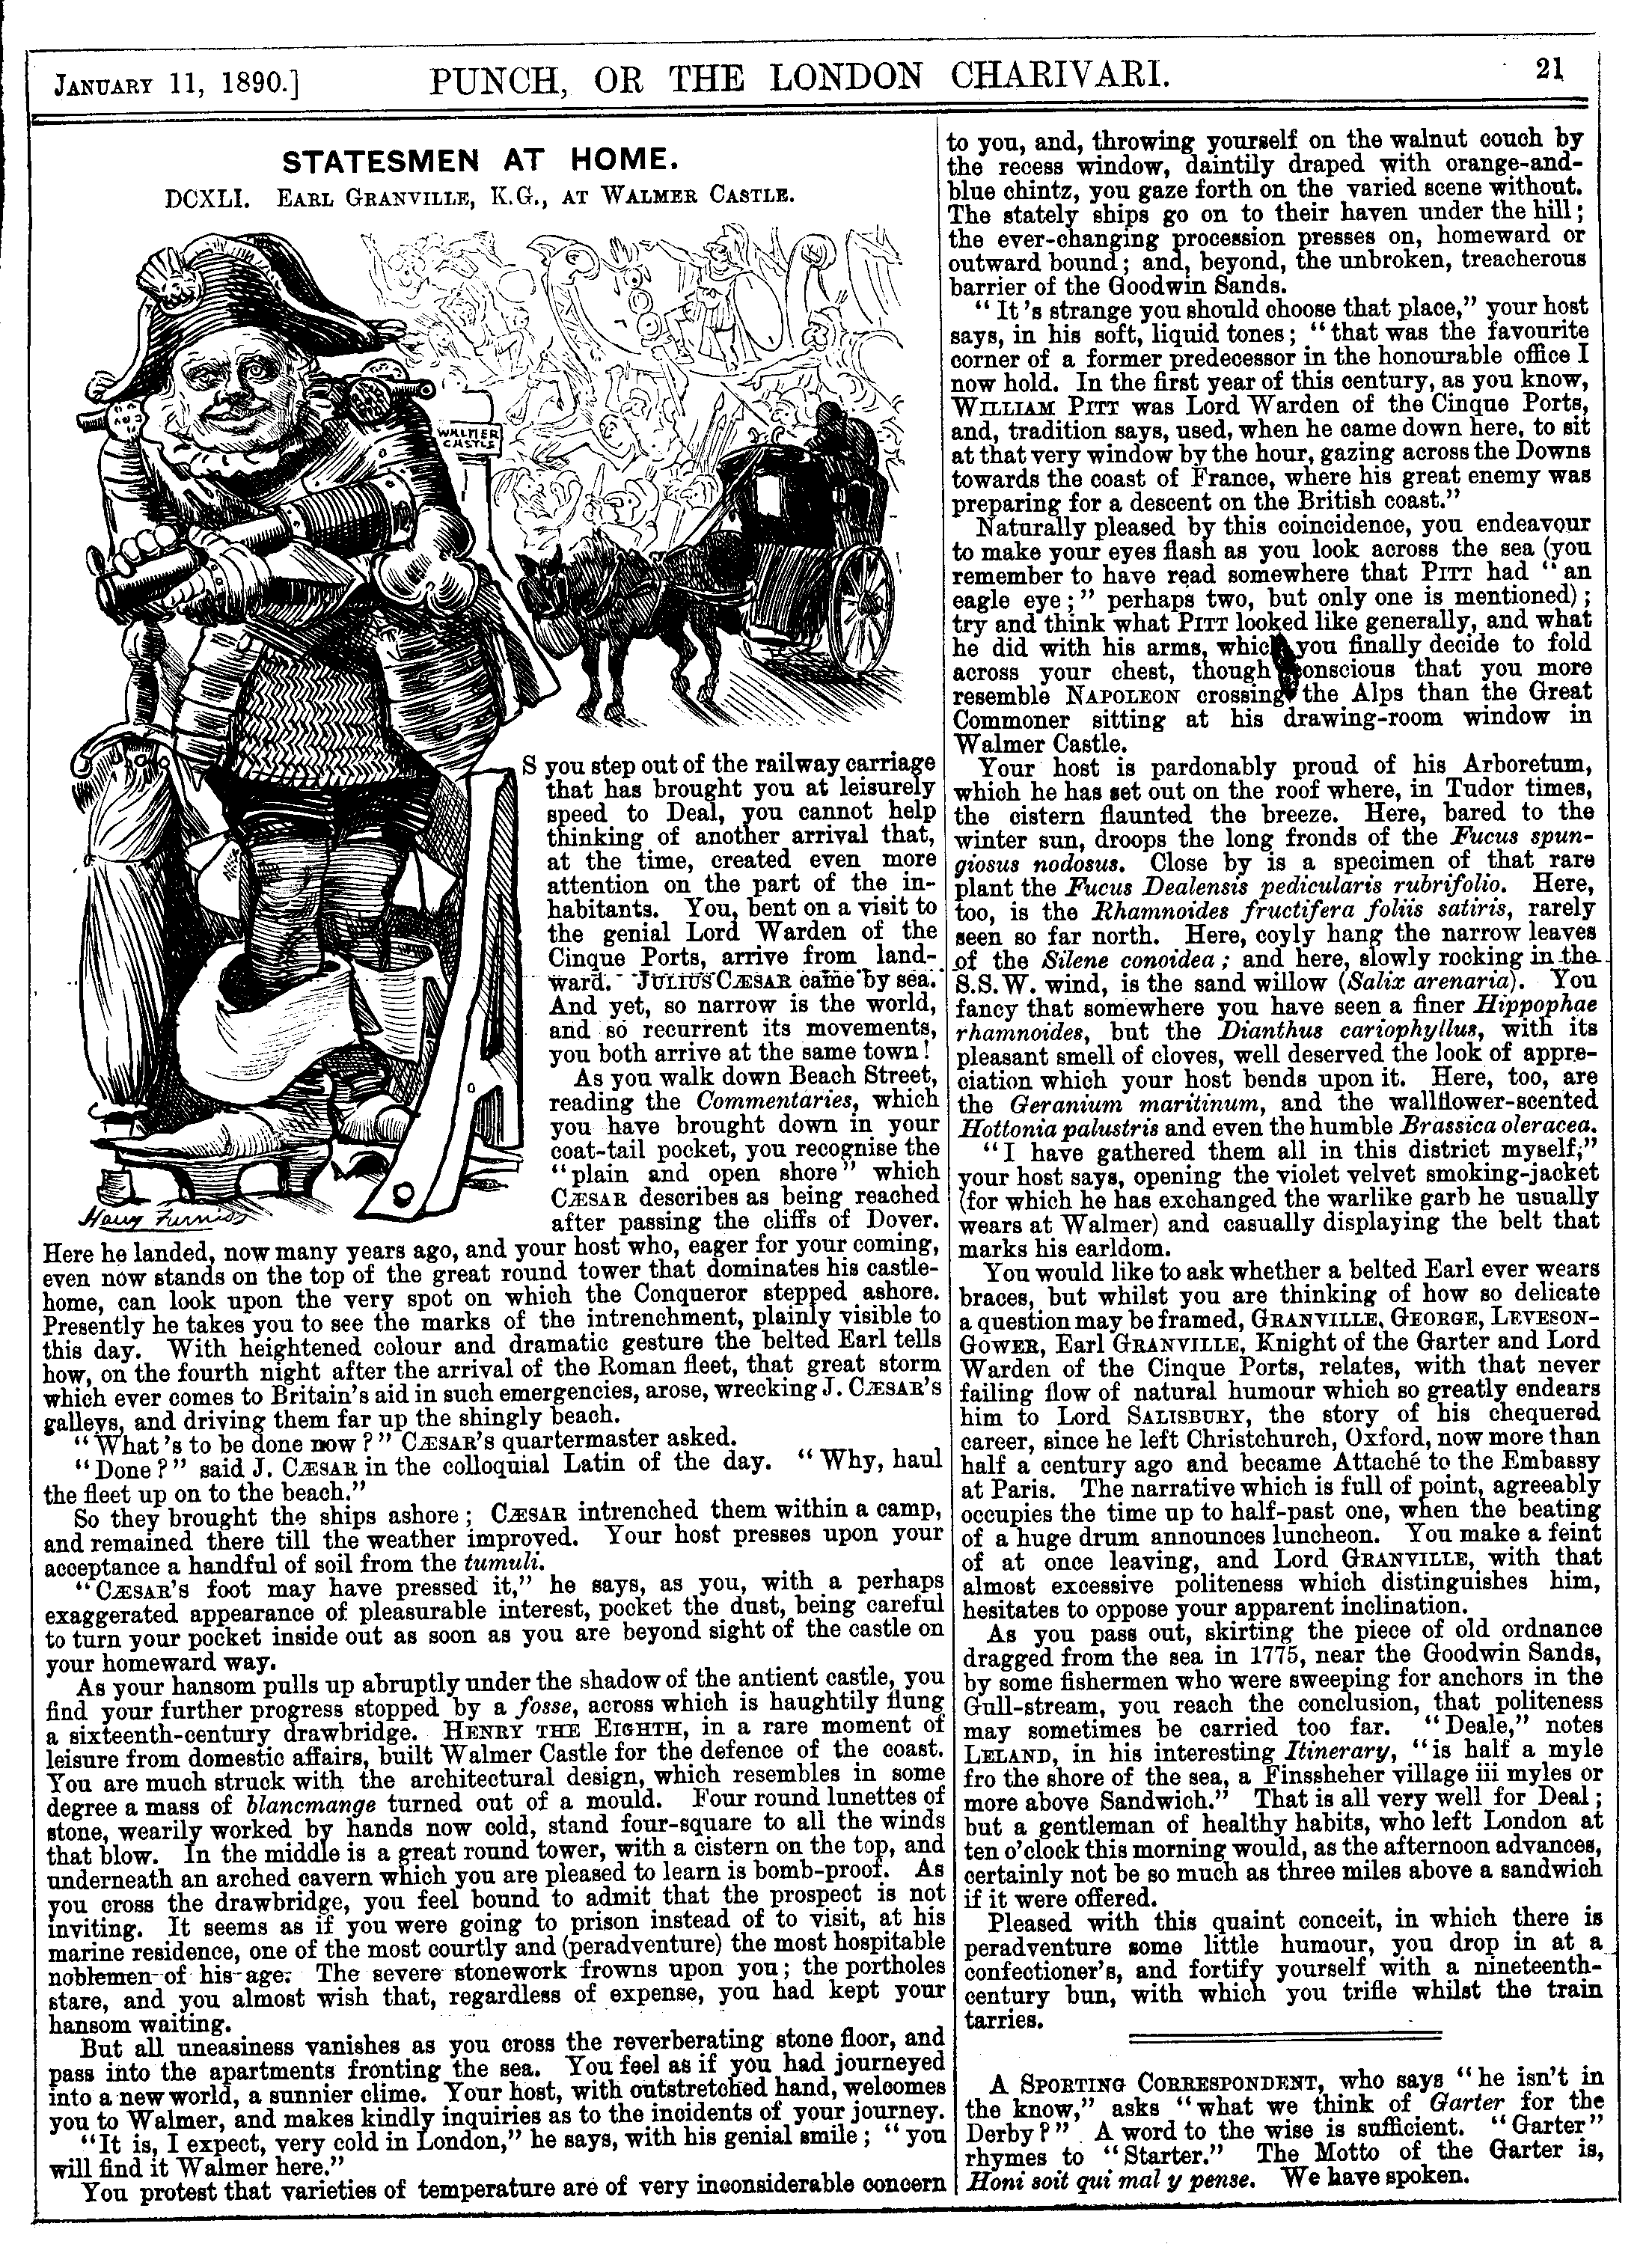 JANUARY 11, 1890.] PUNCH, OR THE LONDON CHARIVARI. 21
STATESMEN AT HOME.
DCXLI. EARL GRANVILLE, K.G., AT WALMER CASTLE.
WALMER
CASTLE
Harry Furniss
S you step out of the railway carriage
that has brought you at leisurely
speed to Deal, you cannot help
thinking of another arrival that,
at the time, created even more
attention on the part of the in-
habitants. You, bent on a visit to
the genial Lord Warden of the
Cinque Ports, arrive from land-
ward. JULIUS CÆSAR came by sea.
And yet, so narrow is the world,
and so recurrent its movements,
you both arrive at the same town!
As you walk down Beach Street,
reading the Commentaries, which
you have brought down in your
coat-tail pocket, you recognise the
"plain and open shore" which
CÆSAR describes as being reached
after passing the cliffs of Dover.
Here he landed, now many years ago, and your host who, eager for your coming,
even now stands on the top of the great round tower that dominates his castle-
home, can look upon the very spot on which the Conqueror stepped ashore.
Presently he takes you to see the marks of the intrenchment, plainly visible to
this day. With heightened colour and dramatic gesture the belted Earl tells
how, on the fourth night after the arrival of the Roman fleet, that great storm
which ever comes to Britain's aid in such emergencies, arose, wrecking J. CÆSAR'S
galleys, and driving them far up the shingly beach.
"What's to be done now?" CÆSAR'S quartermaster asked.
"Done?" said J. CÆSAR in the colloquial Latin of the day. "Why, haul
the fleet up on to the beach."
So they brought the ships ashore; CÆSAR intrenched them within a camp,
and remained there till the weather improved. Your host presses upon your
acceptance a handful of soil from the tumuli.
"CÆSAR'S foot may have pressed it," he says, as you, with a perhaps
exaggerated appearance of pleasurable interest, pocket the dust, being careful
to turn your pocket inside out as soon as you are beyond sight of the castle on
your homeward way.
As your hansom pulls up abruptly under the shadow of the antient castle, you
find your further progress stopped by a fosse, across which is haughtily flung
a sixteenth-century drawbridge. HENRY THE EIGHTH, in a rare moment of
leisure from domestic affairs, built Walmer Castle for the defence of the coast.
You are much struck with the architectural design, which resembles in some
degree a mass of blancmange turned out of a mould. Four round lunettes of
stone, wearily worked by hands now cold, stand four-square to all the winds
that blow. In the middle is a great round tower, with a cistern on the top, and
underneath an arched cavern which you are pleased to learn is bomb-proof. As
you cross the drawbridge, you feel bound to admit that the prospect is not
inviting. It seems as if you were going to prison instead of to visit, at his
marine residence, one of the most courtly and (peradventure) the most hospitable
noblemen of his age. The severe stonework frowns upon you; the portholes
stare, and you almost wish that, regardless of expense, you had kept your
hansom waiting.
But all uneasiness vanishes as you cross the reverberating stone floor, and
pass into the apartments fronting the sea. You feel as if you had journeyed
into a new world, a sunnier clime. Your host, with outstretched hand, welcomes
you to Walmer, and makes kindly inquiries as to the incidents of your journey.
"It is, I expect, very cold in London," he says, with his genial smile; "you
will find it Walmer here."
You protest that varieties of temperature are of very inconsiderable concern
to you, and, throwing yourself on the walnut couch by
the recess window, daintily draped with orange-and-
blue chintz, you gaze forth on the varied scene without.
The stately ships go on to their haven under the hill;
the ever-changing procession presses on, homeward or
outward bound; and, beyond, the unbroken, treacherous
barrier of the Goodwin Sands.
"It's strange you should choose that place," your host
says, in his soft, liquid tones; "that was the favourite
corner of a former predecessor in the honourable office I
now hold. In the first year of this century, as you know,
WILLIAM PITT was Lord Warden of the Cinque Ports,
and, tradition says, used, when he came down here, to sit
at that very window by the hour, gazing across the Downs
towards the coast of France, where his great enemy was
preparing for a descent on the British coast."
Naturally pleased by this coincidence, you endeavour
to make your eyes flash as you look across the sea (you
remember to have read somewhere that PITT had "an
eagle eye;" perhaps two, but only one is mentioned);
try and think what PITT looked like generally, and what
he did with his arms, which you finally decide to fold
across your chest, though conscious that you more
resemble NAPOLEON crossing the Alps than the Great
Commoner sitting at his drawing-room window in
Walmer Castle.
Your host is pardonably proud of his Arboretum,
which he has set out on the roof where, in Tudor times,
the cistern flaunted the breeze. Here, bared to the
winter sun, droops the long fronds of the Fucus spun-
giosus nodosus. Close by is a specimen of that rare
plant the Fucus Dealensis pedicularis rubrifolio. Here,
too, is the Rhamnoides fructifera foliis satiris, rarely
seen so far north. Here, coyly hang the narrow leaves
of the Silene conoidea; and here, slowly rocking in the
S.S.W. wind, is the sand willow (Salix arenaria). You
fancy that somewhere you have seen a finer Hippophae
rhamnoides, but the Dianthus cariophyllus, with its
pleasant smell of cloves, well deserved the look of appre-
ciation which your host bends upon it. Here, too, are
the Geranium maritinum, and the wallflower-scented
Hottonia palustris and even the humble Brassica oleracea.
"I have gathered them all in this district myself,"
your host says, opening the violet velvet smoking-jacket
(for which he has exchanged the warlike garb he usually
wears at Walmer) and casually displaying the belt that
marks his earldom.
You would like to ask whether a belted Earl ever wears
braces, but whilst you are thinking of how so delicate
a question may be framed, GRANVILLE, GEORGE, LEVESON-
GOWER, Earl GRANVILLE, Knight of the Garter and Lord
Warden of the Cinque Ports, relates, with that never
failing flow of natural humour which so greatly endears
him to Lord SALISBURY, the story of his chequered
career, since he left Christchurch, Oxford, now more than
half a century ago and became Attaché to the Embassy
at Paris. The narrative which is full of point, agreeably
occupies the time up to half-past one, when the beating
of a huge drum announces luncheon. You make a feint
of at once leaving, and Lord GRANVILLE, with that
almost excessive politeness which distinguishes him,
hesitates to oppose your apparent inclination.
As you pass out, skirting the piece of old ordnance
dragged from the sea in 1775, near the Goodwin Sands,
by some fishermen who were sweeping for anchors in the
Gull-stream, you reach the conclusion, that politeness
may sometimes be carried too far. "Deale," notes
LELAND, in his interesting Itinerary, "is half a myle
fro the shore of the sea, a Finssheher village iii myles or
more above Sandwich." That is all very well for Deal;
but a gentleman of healthy habits, who left London at
ten o'clock this morning would, as the afternoon advances,
certainly not be so much as three miles above a sandwich
if it were offered.
Pleased with this quaint conceit, in which there is
peradventure some little humour, you drop in at a
confectioner's, and fortify yourself with a nineteenth-
century bun, with which you trifle whilst the train
tarries.
A SPORTING CORRESPONDENT, who says "he isn't in
the know," asks "what we think of Garter for the
Derby?" A word to the wise is sufficient. "Garter"
rhymes to "Starter." The Motto of the Garter is,
Honi soit qui mal y pense. We have spoken.